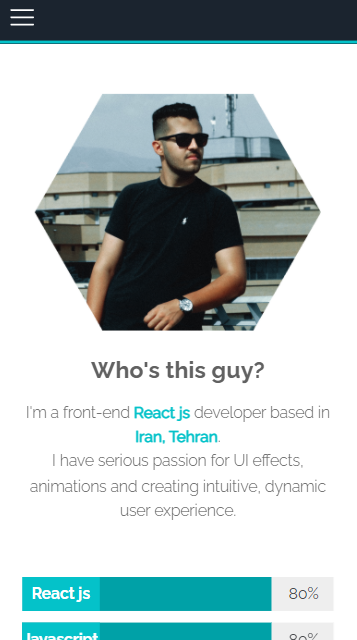 Who's this guy?
I'm a front-end React js developer based in
Iran, Tehran.
I have serious passion for UI effects,
animations and creating intuitive, dynamic
user experience.
React js 80%
Javascript 80%